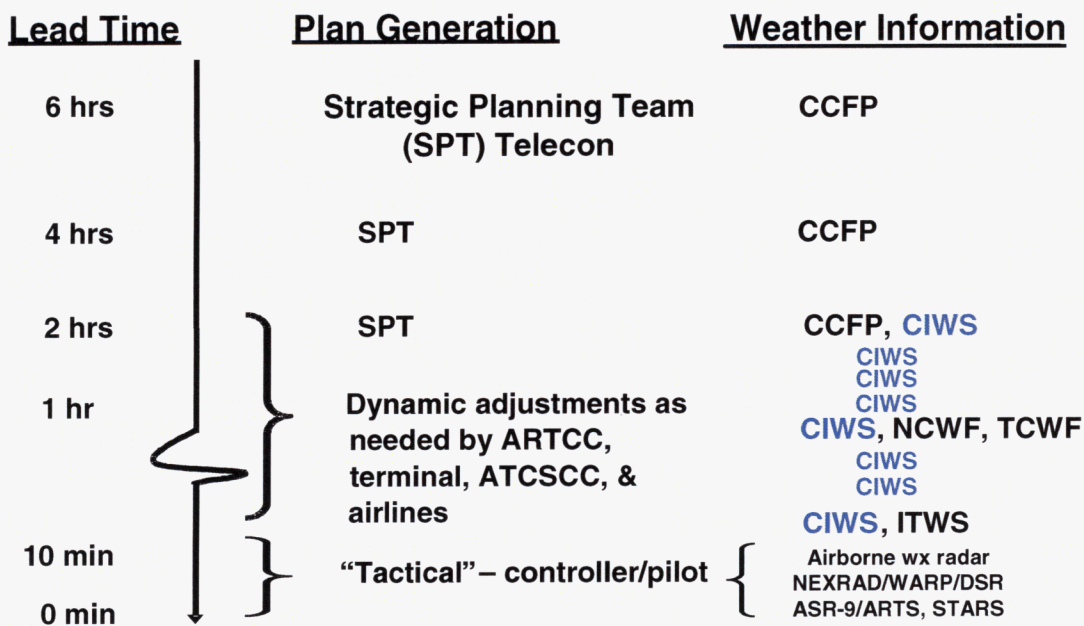 Lead Time Plan Generation Weather Information
6 hrs Strategic Planning Team CCFP
(SPT) Telecon
4 hrs SPT CCFP
2 hrs SPT CCFP, CIWS
CIWS
CIWS
1 hr Dynamic adjustments as CIWS
needed by ARTCC, CIWS, NCWF, TCWF
terminal, ATCSCC, & CIWS
CIWS
airlines CIWS, ITWS
10 min Airborne wx radar
“Tactical”– controller/pilot NEXRAD/WARP/DSR
0 min ASR-9/ARTS, STARS